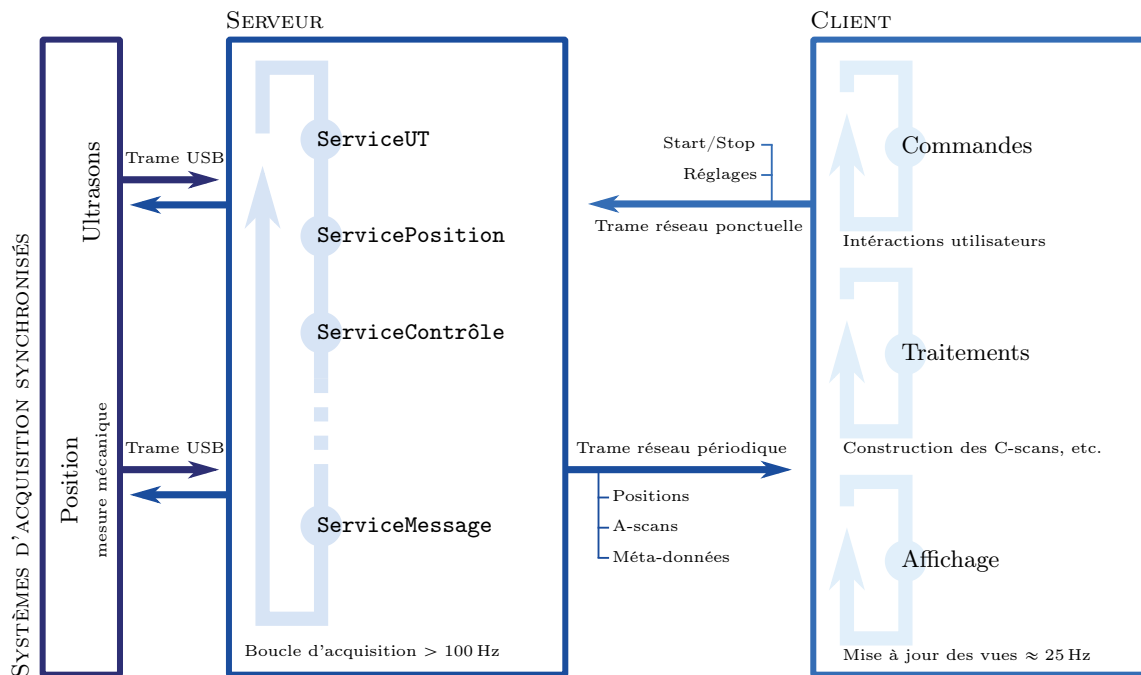 SYSTÈMES D'ACQUISITION SYNCHRONISÉS
Ultrasons
Position
mesure mécanique
Trame USB
Trame USB
SERVEUR
ServiceUT
ServicePosition
ServiceContrôle
ServiceMessage
Boucle d'acquisition > 100 Hz
Start/Stop
Réglages
Trame réseau ponctuelle
Trame réseau périodique
Positions
A-scans
Méta-données
CLIENT
Commandes
Intéractions utilisateurs
Traitements
Construction des C-scans, etc.
Affichage
Mise à jour des vues ≈ 25 Hz